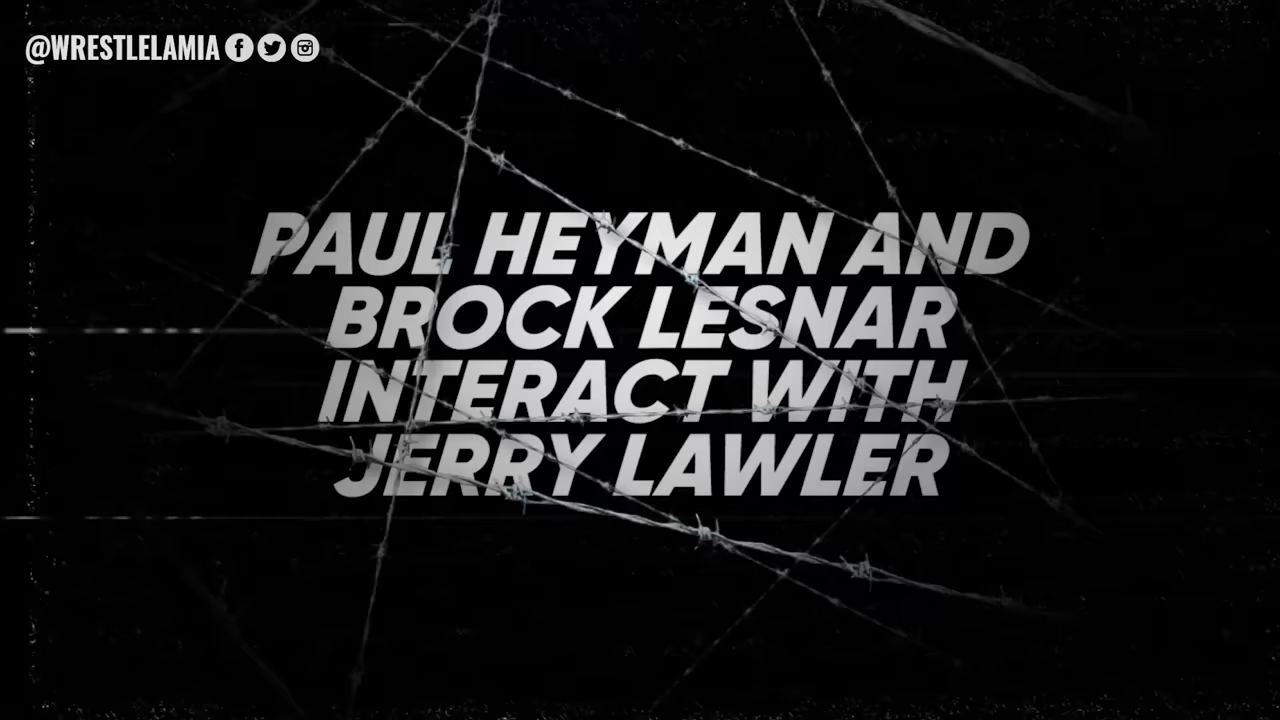 @WRESTLELAMIA
PAUL HEYMAN AND
BROCK LESNAR
INTERACT WITH
JERRY LAWLER